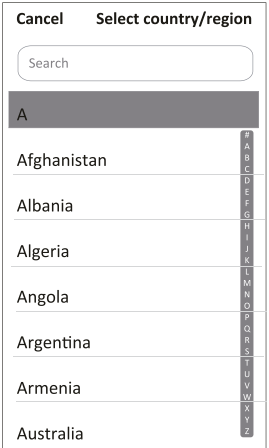 Cancel Select country/region
Search
A
Afghanistan
Albania
Algeria
Angola
Argentina
Armenia
Australia
#
A
B
C
D
E
F
G
H
I
J
K
L
M
N
O
P
Q
R
S
T
U
V
W
X
Y
Z